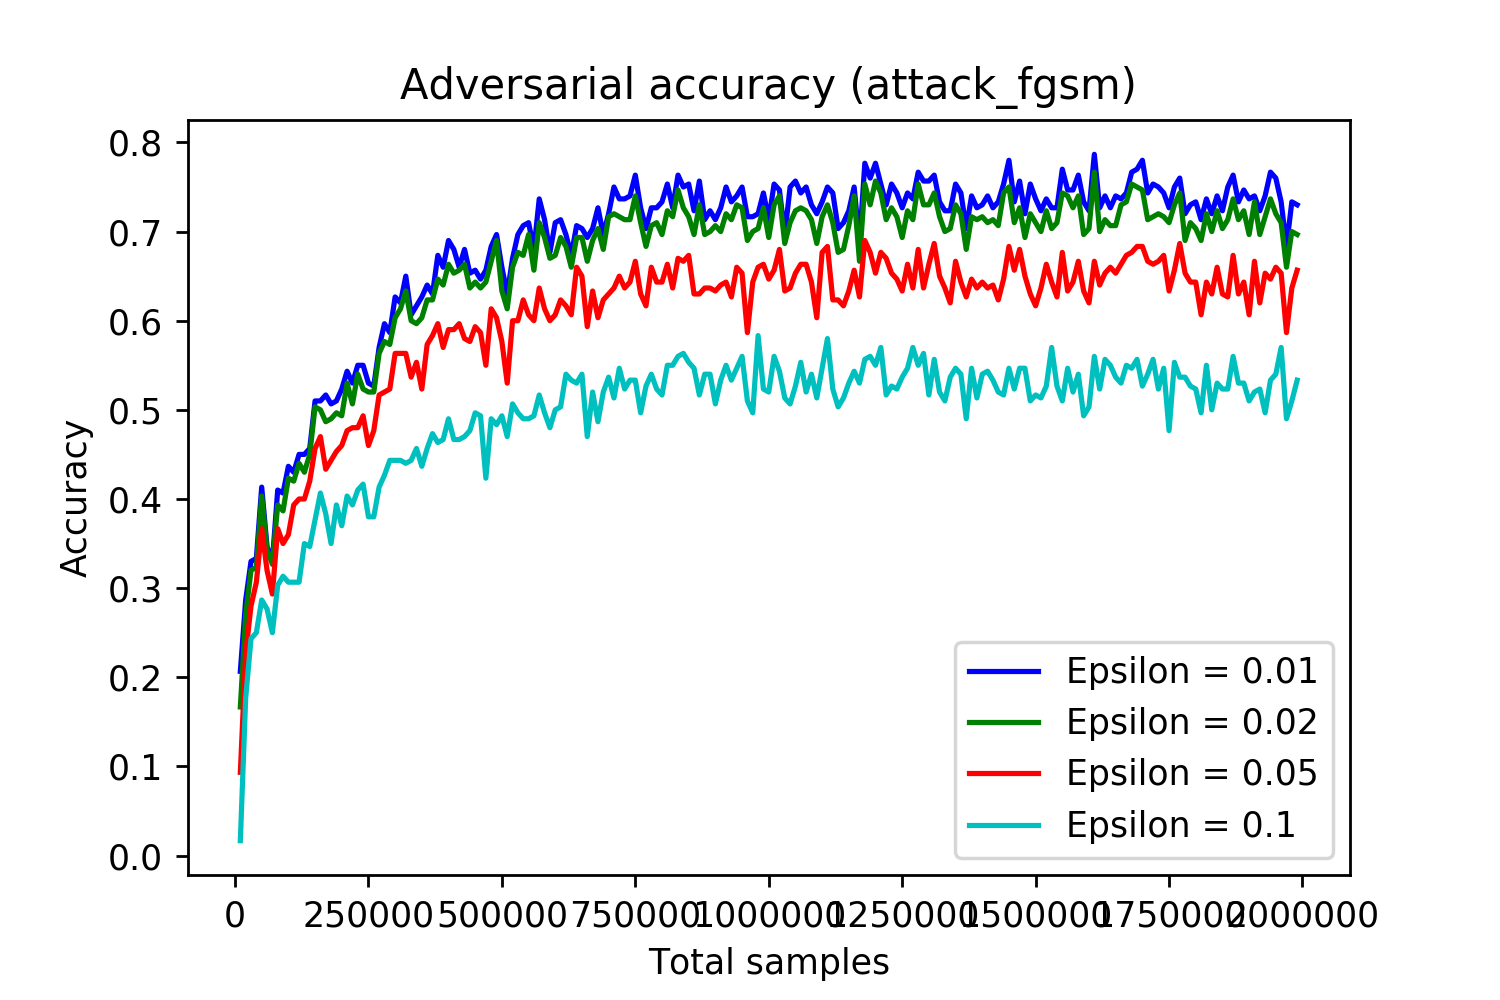 Adversarial accuracy (attack_fgsm)
0.8
0.7
0.6
0.5
0.4
0.3
0.2
0.1
0.0
Accuracy
Epsilon = 0.01
Epsilon = 0.02
Epsilon = 0.05
Epsilon = 0.1
0 250000 500000 750000 1000000 1250000 1500000 1750000 2000000
Total samples